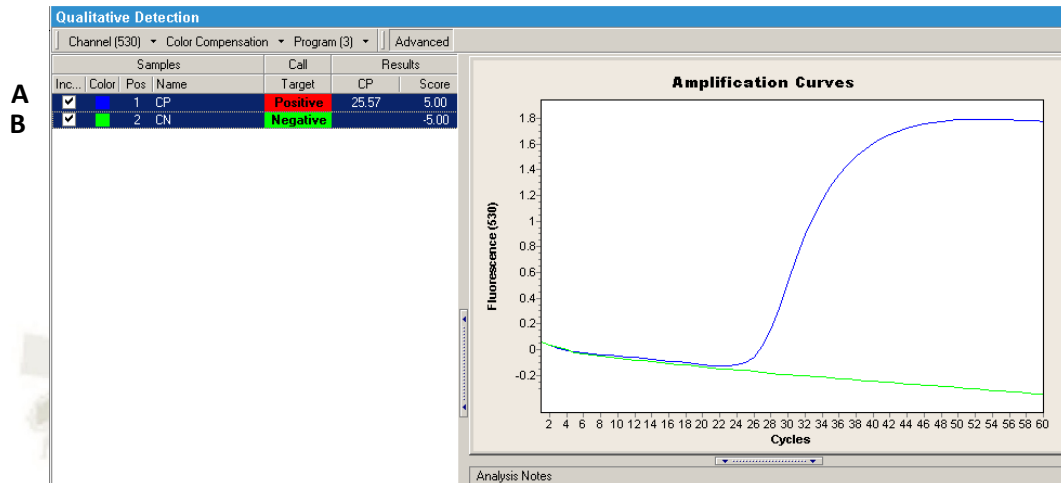 Qualitative Detection
Channel (530) Color Compensation Program (3) Advanced
Samples Call Results
Inc... Color Pos Name Target CP Score
A 1 CP Positive 25.57 5.00
B 2 CN Negative -5.00
Amplification Curves
Fluorescence (530)
1.8
1.6
1.4
1.2
1
0.8
0.6
0.4
0.2
0
-0.2
2 4 6 8 10 12 14 16 18 20 22 24 26 28 30 32 34 36 38 40 42 44 46 48 50 52 54 56 58 60
Cycles
Analysis Notes